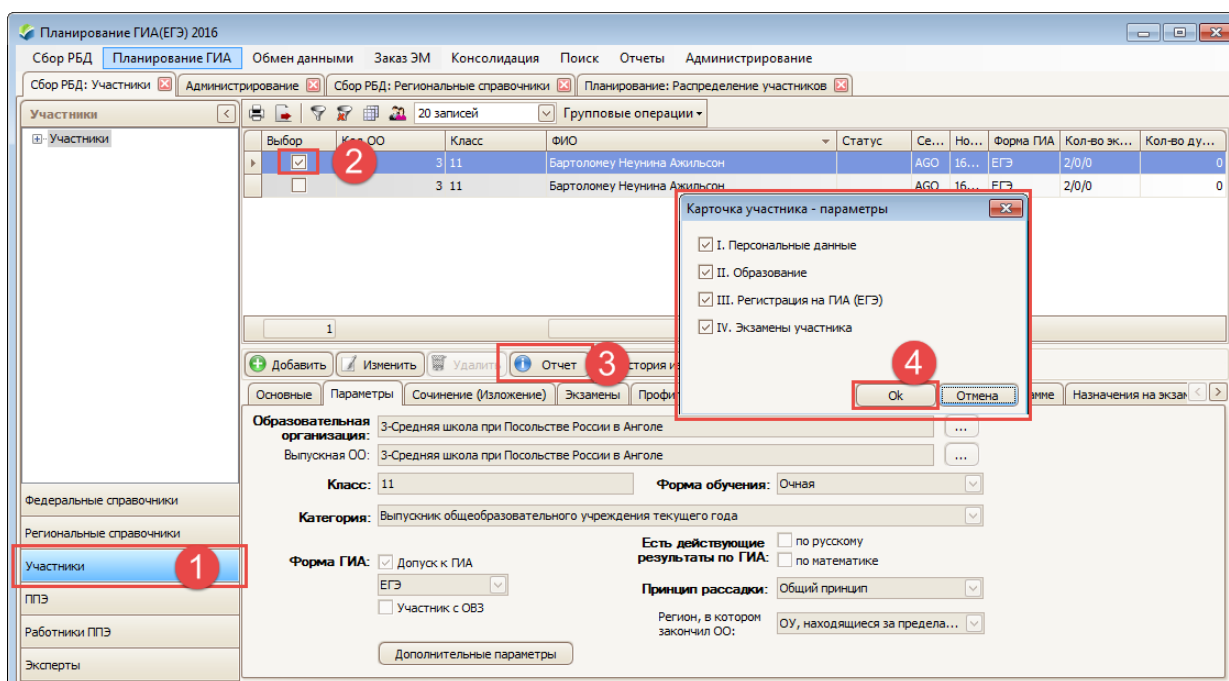 Планирование ГИА(ЕГЭ) 2016
Сбор РБД Планирование ГИА Обмен данными Заказ ЭМ Консолидация Поиск Отчеты Администрирование
Сбор РБД: Участники Администрирование Сбор РБД: Региональные справочники Планирование: Распределение участников
Участники 20 записей Групповые операции
Участники
Выбор ОО Класс ФИО Статус Се... Но... Форма ГИА Кол-во эк... Кол-во ду...
2
3 11 Бартоломеу Неунина Ажильсон AGO 16... ЕГЭ 2/0/0 0
3 11 Бартоломеу Неунина Ажильсон AGO 16... ЕГЭ 2/0/0 0
Карточка участника - параметры
I. Персональные данные
II. Образование
III. Регистрация на ГИА (ЕГЭ)
IV. Экзамены участника
1
4
Ok Отмена
Добавить Изменить Удалить Отчет 3
Основные Параметры Сочинение (Изложение) Экзамены Назначения на экзам
Образовательная организация: 3-Средняя школа при Посольстве России в Анголе ...
Выпускная ОО: 3-Средняя школа при Посольстве России в Анголе ...
Класс: 11 Форма обучения: Очная
Категория: Выпускник общеобразовательного учреждения текущего года
Форма ГИА: Допуск к ГИА
ЕГЭ
Участник с ОВЗ
Есть действующие результаты по ГИА: по русскому
по математике
Принцип рассадки: Общий принцип
Регион, в котором закончил ОО: ОУ, находящиеся за предела...
Дополнительные параметры
Федеральные справочники
Региональные справочники
Участники 1
ППЭ
Работники ППЭ
Эксперты